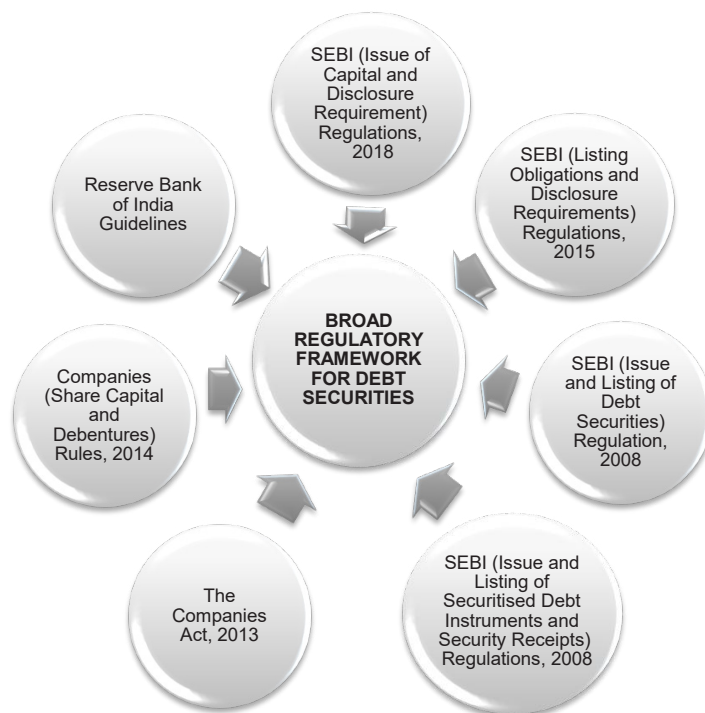 SEBI (Issue of
Capital and
Disclosure
Requirement)
Regulations,
2018
SEBI (Listing
Obligations and
Disclosure
Requirements)
Regulations,
2015
Reserve Bank
of India
Guidelines
BROAD
REGULATORY
FRAMEWORK
FOR DEBT
SECURITIES
SEBI (Issue
and Listing of
Debt
Securities)
Regulation,
2008
Companies
(Share Capital
and
Debentures)
Rules, 2014
SEBI (Issue and
Listing of
Securitised Debt
Instruments and
Security Receipts)
Regulations, 2008
The
Companies
Act, 2013